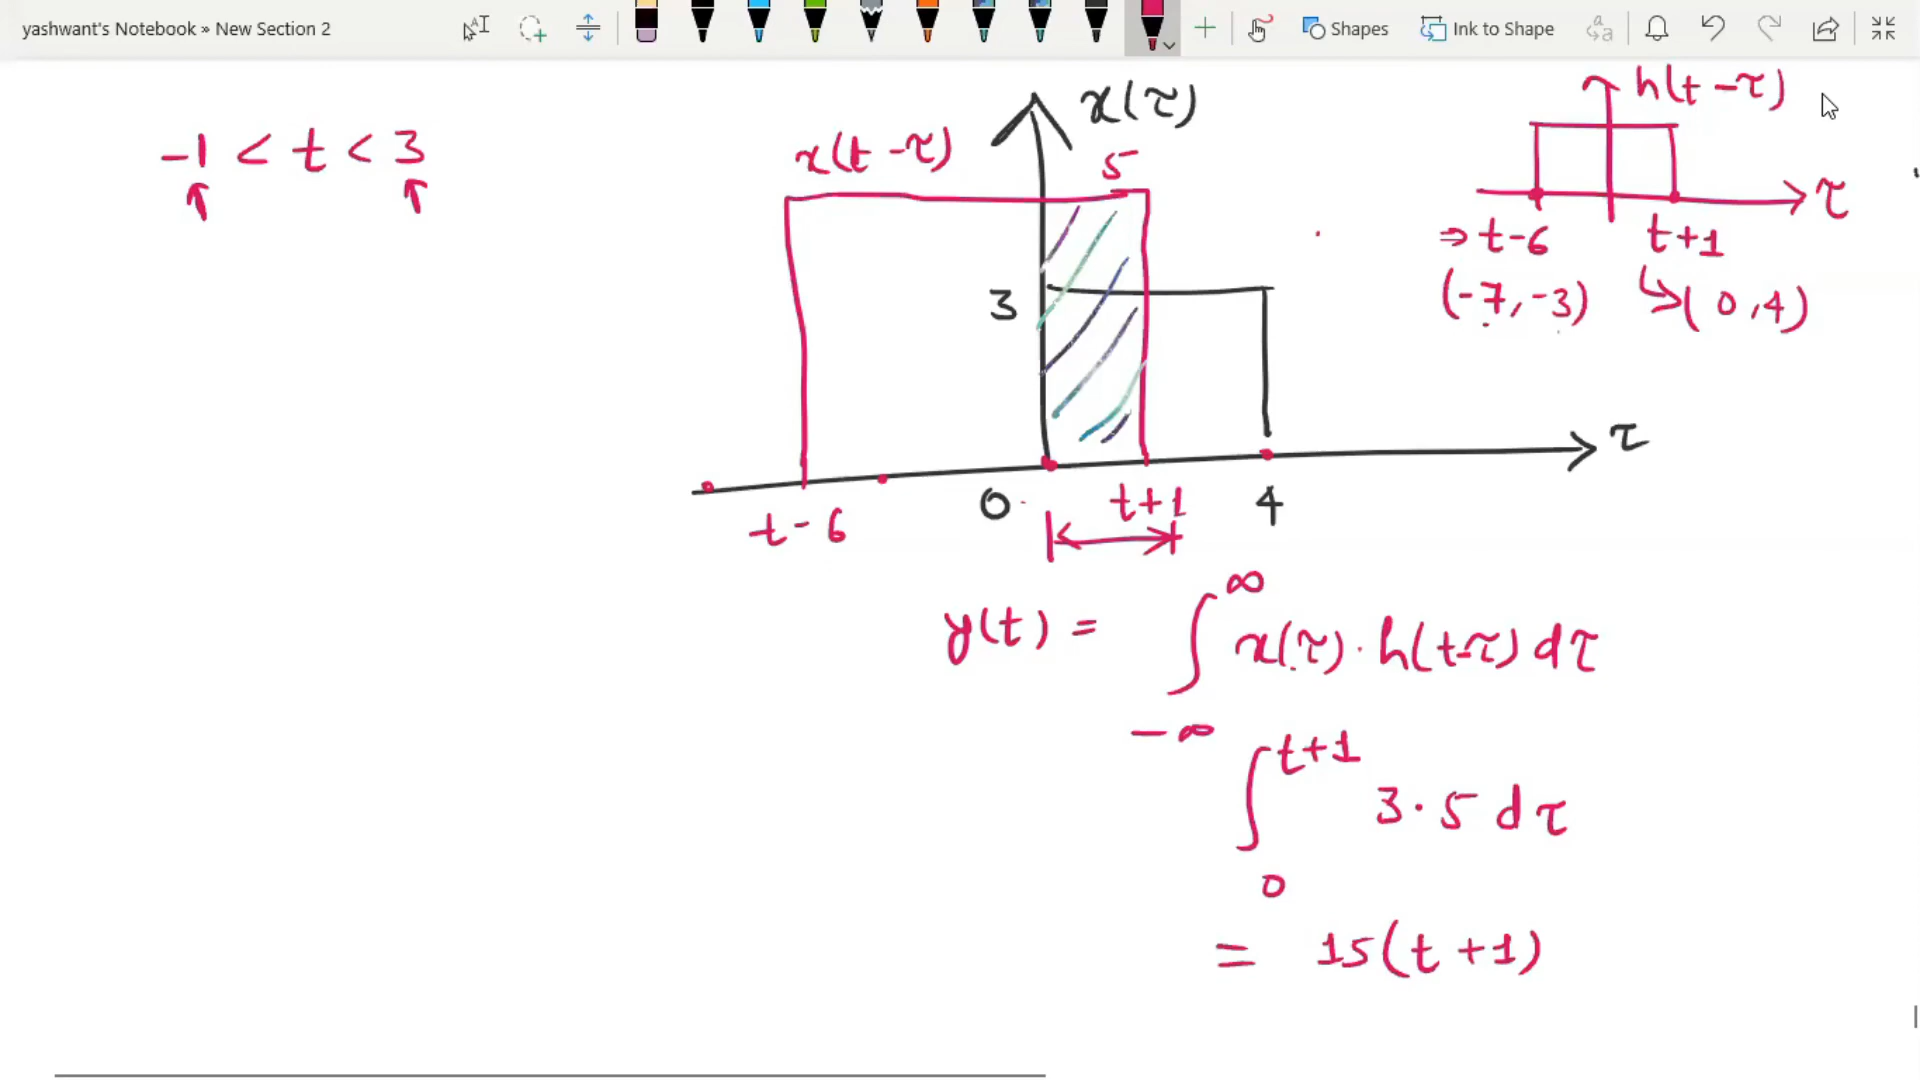 yashwant's Notebook » New Section 2
Shapes
Ink to Shape
-1 < t < 3
x(t-τ)
x(τ)
5
3
h(t-τ)
τ
⇒ t-6
t+1
(-7,-3)
↳(0,4)
τ
t-6
0
t+1
4
y(t) = ∫_{-∞}^{∞} x(τ)·h(t-τ)dτ
∫_{0}^{t+1} 3·5 dτ
= 15(t+1)